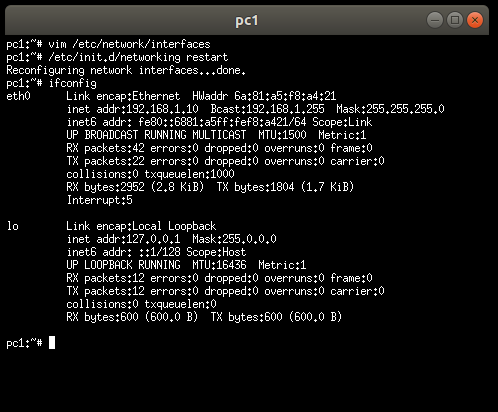 pc1
pc1:~# vim /etc/network/interfaces
pc1:~# /etc/init.d/networking restart
Reconfiguring network interfaces...done.
pc1:~# ifconfig
eth0      Link encap:Ethernet  HWaddr 6a:81:a5:f8:a4:21
          inet addr:192.168.1.10  Bcast:192.168.1.255  Mask:255.255.255.0
          inet6 addr: fe80::6881:a5ff:fef8:a421/64 Scope:Link
          UP BROADCAST RUNNING MULTICAST  MTU:1500  Metric:1
          RX packets:42 errors:0 dropped:0 overruns:0 frame:0
          TX packets:22 errors:0 dropped:0 overruns:0 carrier:0
          collisions:0 txqueuelen:1000
          RX bytes:2952 (2.8 KiB)  TX bytes:1804 (1.7 KiB)
          Interrupt:5
lo        Link encap:Local Loopback
          inet addr:127.0.0.1  Mask:255.0.0.0
          inet6 addr: ::1/128 Scope:Host
          UP LOOPBACK RUNNING  MTU:16436  Metric:1
          RX packets:12 errors:0 dropped:0 overruns:0 frame:0
          TX packets:12 errors:0 dropped:0 overruns:0 carrier:0
          collisions:0 txqueuelen:0
          RX bytes:600 (600.0 B)  TX bytes:600 (600.0 B)
pc1:~#